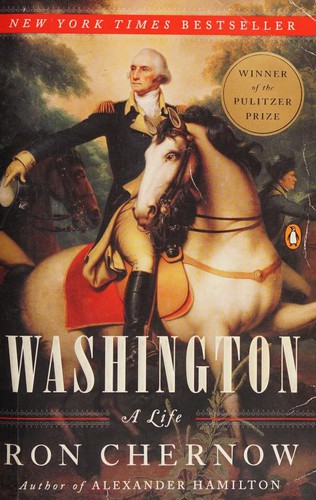 NEW YORK TIMES BESTSELLER
WINNER
of the
PULITZER
PRIZE
WASHINGTON
A Life
RON CHERNOW
Author of ALEXANDER HAMILTON